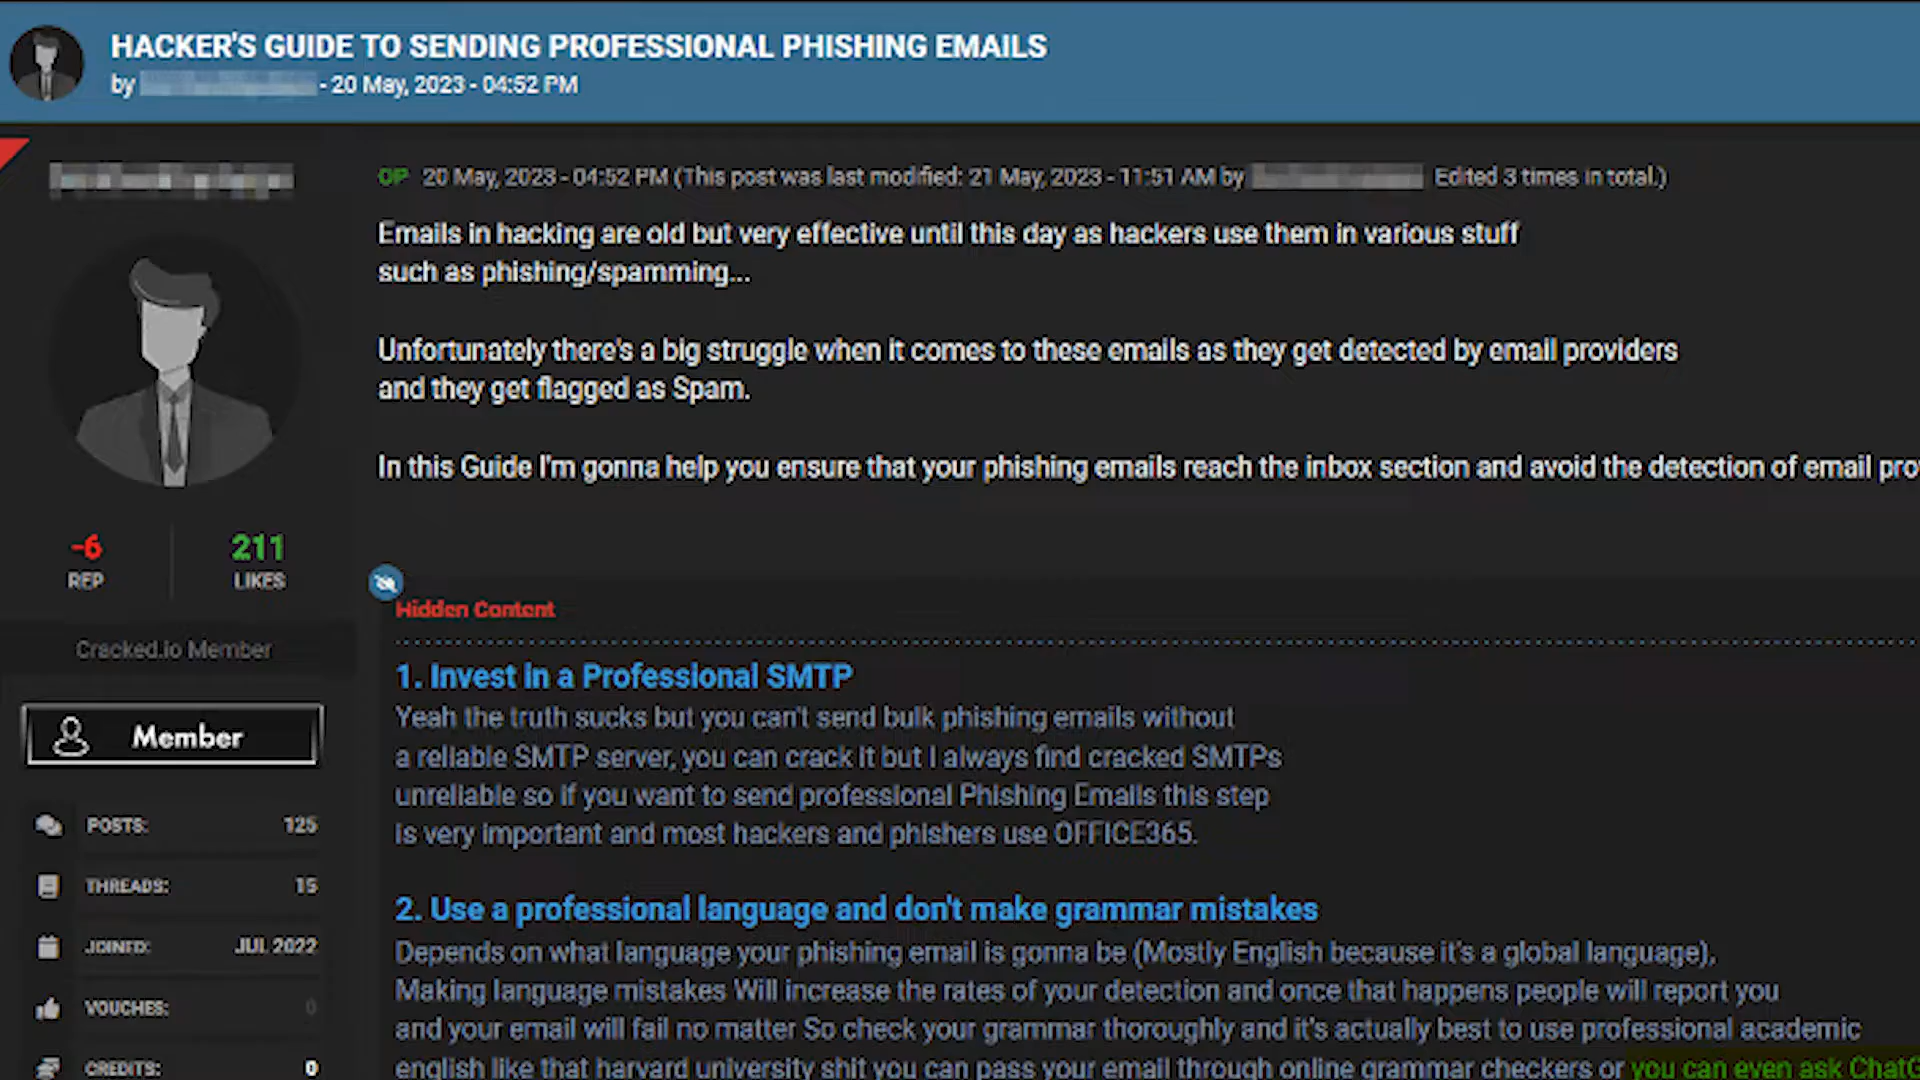 HACKER'S GUIDE TO SENDING PROFESSIONAL PHISHING EMAILS
by - 20 May, 2023 - 04:52 PM
OP 20 May, 2023 - 04:52 PM (This post was last modified: 21 May, 2023 - 11:51 AM by Edited 3 times in total.)
Emails in hacking are old but very effective until this day as hackers use them in various stuff
such as phishing/spamming...
Unfortunately there's a big struggle when it comes to these emails as they get detected by email providers
and they get flagged as Spam.
In this Guide I'm gonna help you ensure that your phishing emails reach the inbox section and avoid the detection of email pro
-6
REP
211
LIKES
Cracked.io Member
Member
POSTS: 125
THREADS: 15
JOINED: JUL 2022
VOUCHES: 0
CREDITS: 0
Hidden Content
1. Invest in a Professional SMTP
Yeah the truth sucks but you can't send bulk phishing emails without
a reliable SMTP server, you can crack it but I always find cracked SMTPs
unreliable so if you want to send professional Phishing Emails this step
is very important and most hackers and phishers use OFFICE365.
2. Use a professional language and don't make grammar mistakes
Depends on what language your phishing email is gonna be (Mostly English because it's a global language),
Making language mistakes Will increase the rates of your detection and once that happens people will report you
and your email will fail no matter So check your grammar thoroughly and it's actually best to use professional academic
english like that harvard university shit you can pass your email through online grammar checkers or you can even ask ChatG